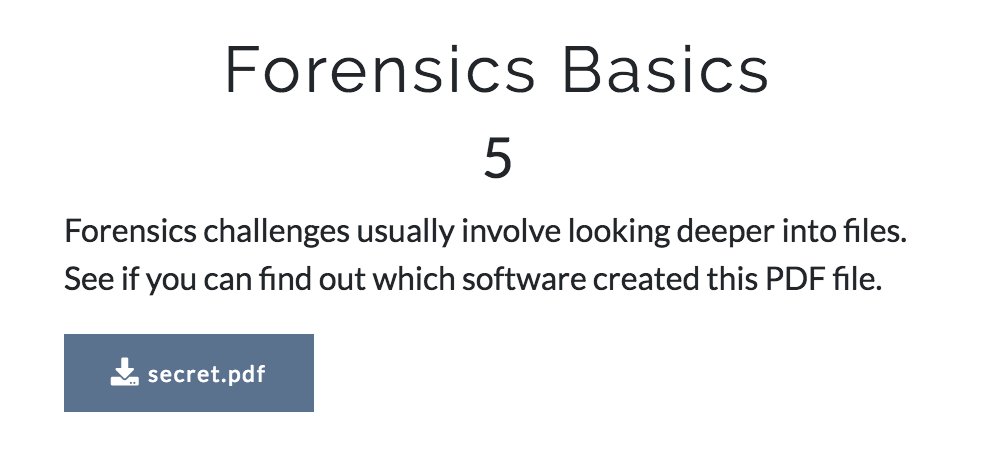 Forensics Basics
5
Forensics challenges usually involve looking deeper into files.
See if you can find out which software created this PDF file.
secret.pdf